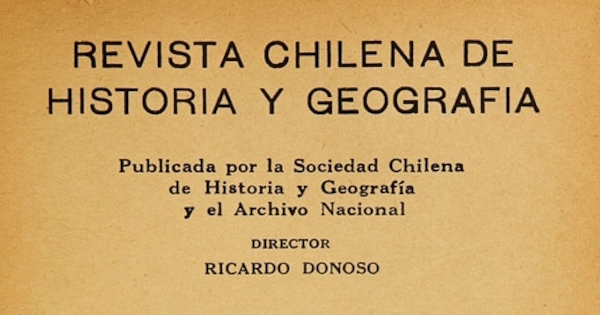 REVISTA CHILENA DE
HISTORIA Y GEOGRAFIA
Publicada por la Sociedad Chilena
de Historia y Geografía
y el Archivo Nacional
DIRECTOR
RICARDO DONOSO